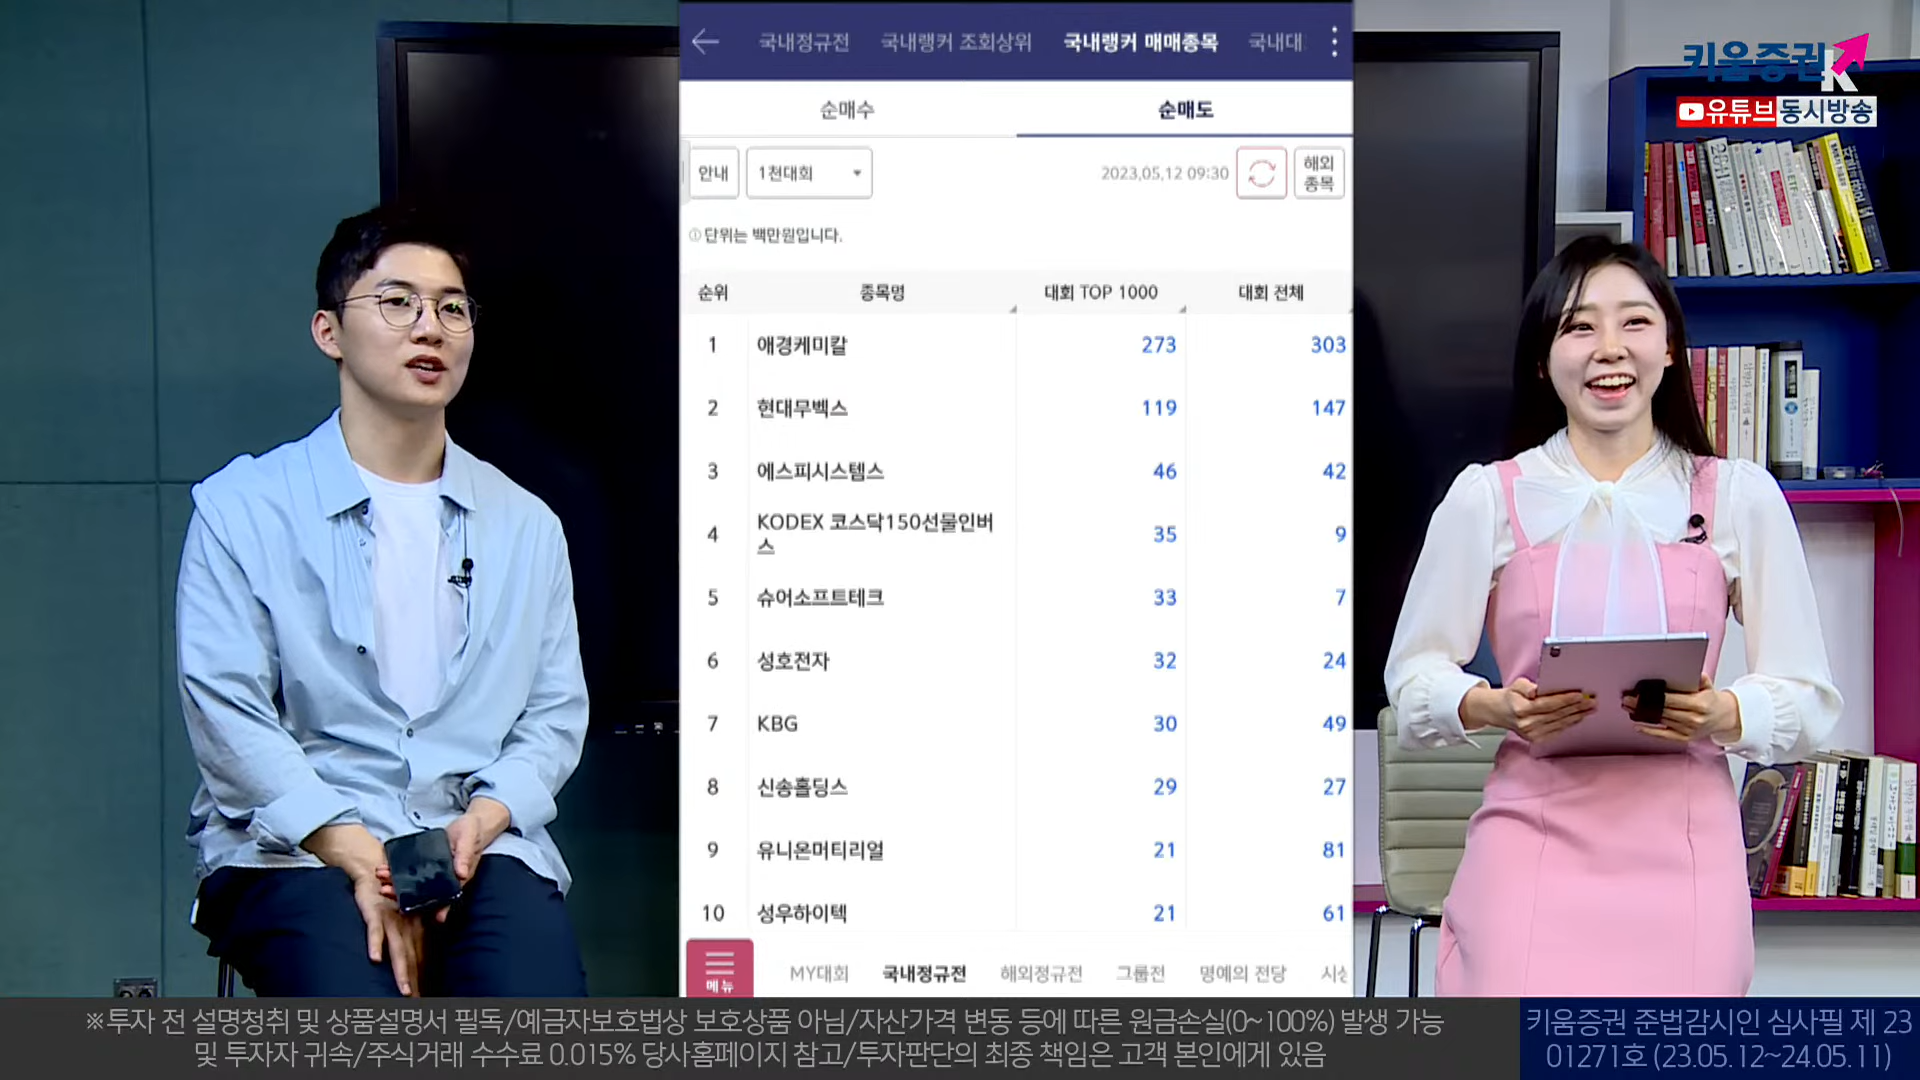 국내정규전 국내랭커 조회상위 국내랭커 매매종목 국내대
순매수 순매도
안내 1천대회 2023.05.12 09:30 해외 종목
단위는 백만원입니다.
순위 종목명 대회 TOP 1000 대회 전체
1 애경케미칼 273 303
2 현대무벡스 119 147
3 에스피시스템스 46 42
4 KODEX 코스닥150선물인버스 35 9
5 슈어소프트테크 33 7
6 성호전자 32 24
7 KBG 30 49
8 신송홀딩스 29 27
9 유니온머티리얼 21 81
10 성우하이텍 21 61
메뉴 MY대회 국내정규전 해외정규전 그룹전 명예의 전당 시상
키움증권 K
유튜브동시방송
※투자 전 설명청취 및 상품설명서 필독/예금자보호법상 보호상품 아님/자산가격 변동 등에 따른 원금손실(0~100%) 발생 가능
및 투자자 귀속/주식거래 수수료 0.015% 당사홈페이지 참고/투자판단의 최종 책임은 고객 본인에게 있음
키움증권 준법감시인 심사필 제 23
01271호 (23.05.12~24.05.11)